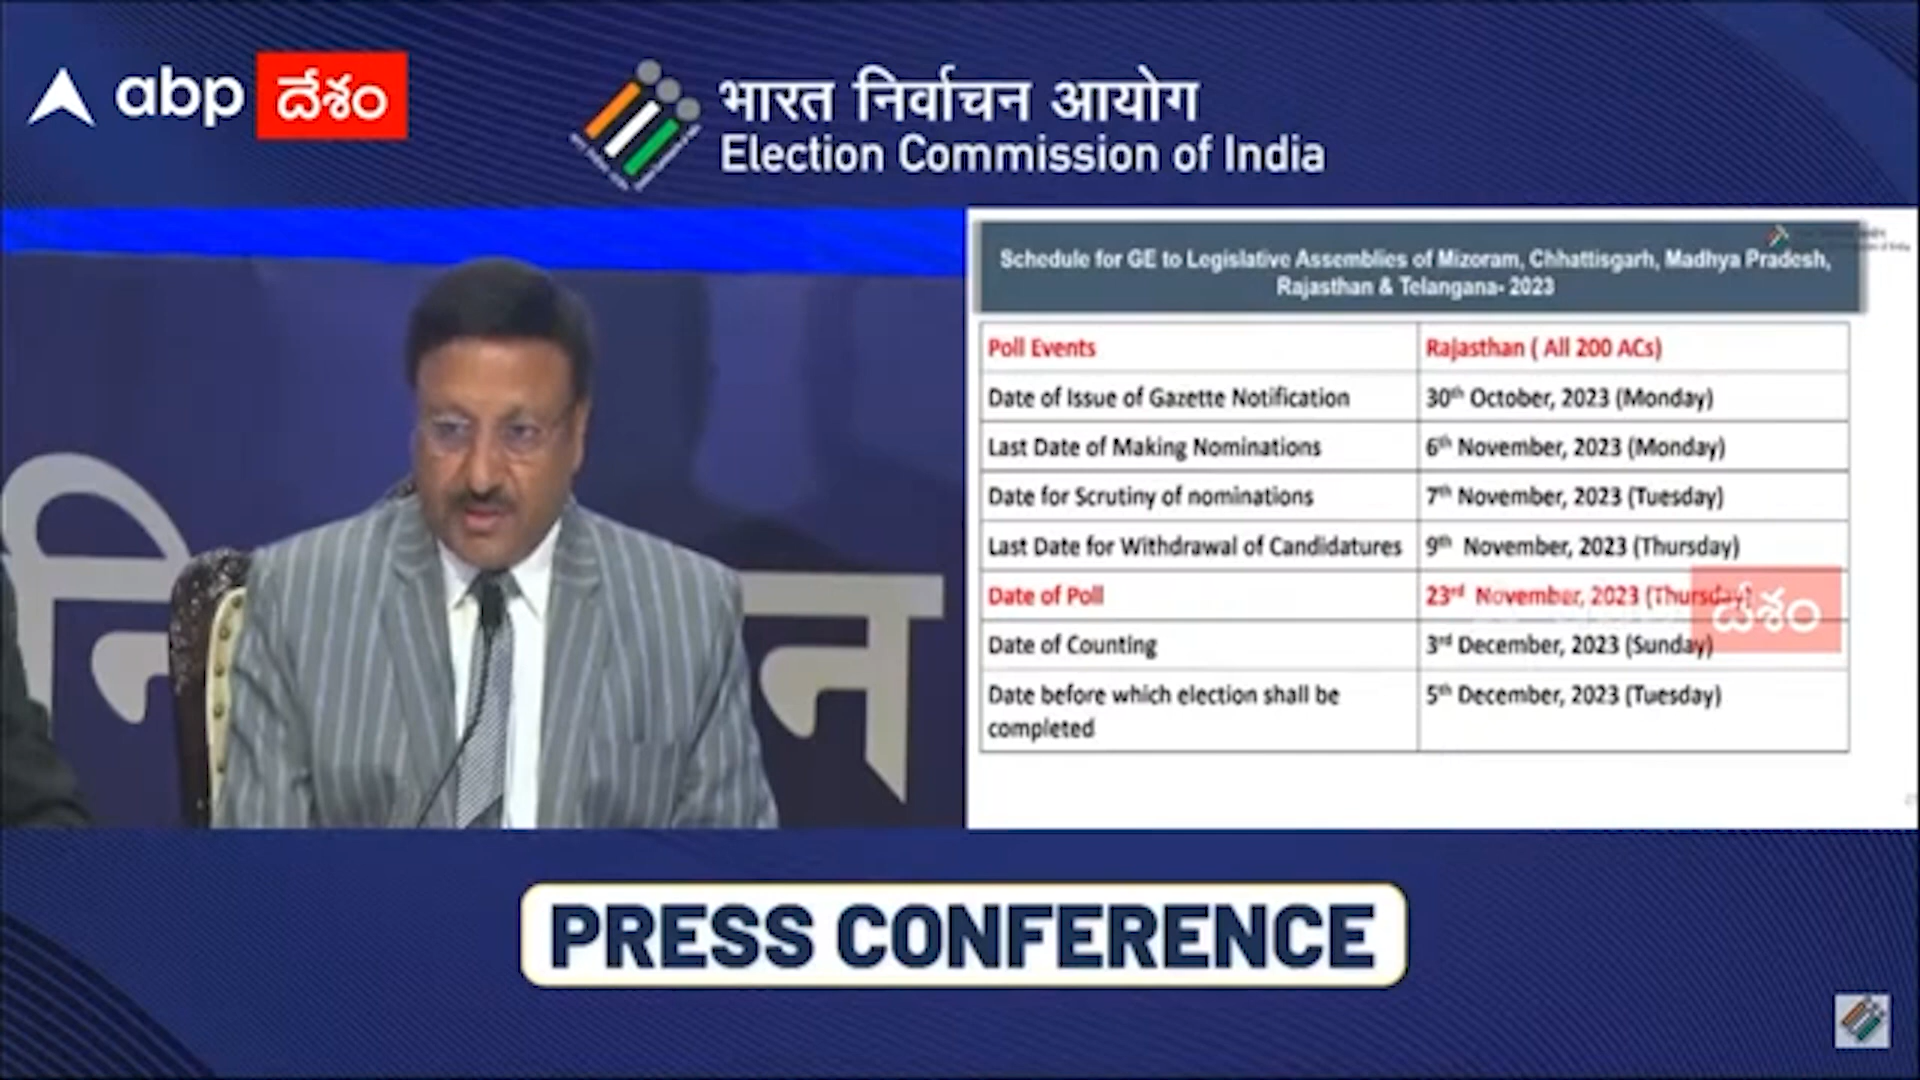 abp దేశం
भारत निर्वाचन आयोग
Election Commission of India
Schedule for GE to Legislative Assemblies of Mizoram, Chhattisgarh, Madhya Pradesh,
Rajasthan & Telangana- 2023
Poll Events Rajasthan ( All 200 ACs)
Date of Issue of Gazette Notification 30th October, 2023 (Monday)
Last Date of Making Nominations 6th November, 2023 (Monday)
Date for Scrutiny of nominations 7th November, 2023 (Tuesday)
Last Date for Withdrawal of Candidatures 9th November, 2023 (Thursday)
Date of Poll 23rd November, 2023 (Thursday)
దేశం
Date of Counting 3rd December, 2023 (Sunday)
Date before which election shall be 5th December, 2023 (Tuesday)
completed
नि न
PRESS CONFERENCE